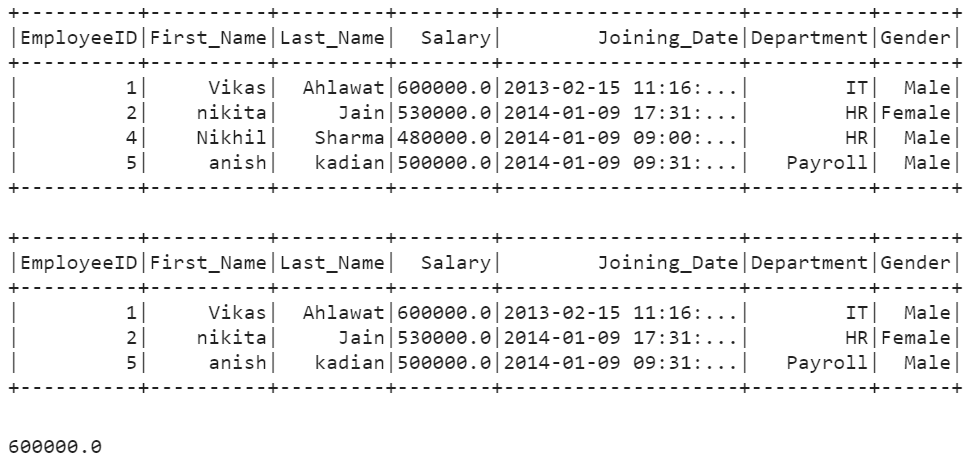 +----------+----------+---------+--------+--------------------+----------+------+
|EmployeeID|First_Name|Last_Name|  Salary|        Joining_Date|Department|Gender|
+----------+----------+---------+--------+--------------------+----------+------+
|         1|     Vikas|  Ahlawat|600000.0|2013-02-15 11:16:...|        IT|  Male|
|         2|    nikita|     Jain|530000.0|2014-01-09 17:31:...|        HR|Female|
|         4|    Nikhil|   Sharma|480000.0|2014-01-09 09:00:...|        HR|  Male|
|         5|     anish|   kadian|500000.0|2014-01-09 09:31:...|   Payroll|  Male|
+----------+----------+---------+--------+--------------------+----------+------+
+----------+----------+---------+--------+--------------------+----------+------+
|EmployeeID|First_Name|Last_Name|  Salary|        Joining_Date|Department|Gender|
+----------+----------+---------+--------+--------------------+----------+------+
|         1|     Vikas|  Ahlawat|600000.0|2013-02-15 11:16:...|        IT|  Male|
|         2|    nikita|     Jain|530000.0|2014-01-09 17:31:...|        HR|Female|
|         5|     anish|   kadian|500000.0|2014-01-09 09:31:...|   Payroll|  Male|
+----------+----------+---------+--------+--------------------+----------+------+
600000.0